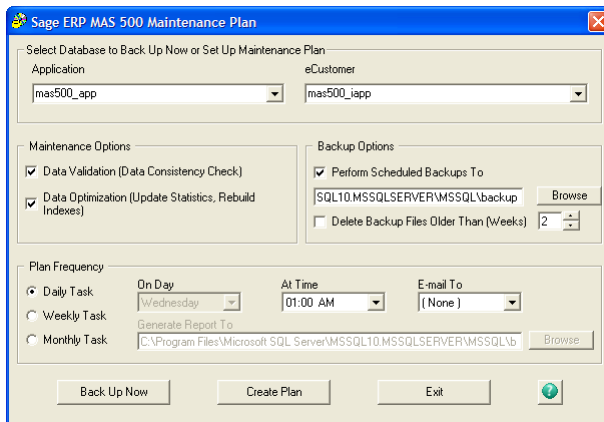 Sage ERP MAS 500 Maintenance Plan
Select Database to Back Up Now or Set Up Maintenance Plan
Application
eCustomer
mas500_app
mas500_iapp
Maintenance Options
Backup Options
Data Validation (Data Consistency Check)
Perform Scheduled Backups To
Data Optimization (Update Statistics, Rebuild
Indexes)
SQL10.MSSQLSERVER\MSSQL\backup
Browse
Delete Backup Files Older Than (Weeks)
2
Plan Frequency
Daily Task
Weekly Task
Monthly Task
On Day
At Time
E-mail To
Wednesday
01:00 AM
( None )
Generate Report To
C:\Program Files\Microsoft SQL Server\MSSQL10.MSSQLSERVER\MSSQL\b
Browse
Back Up Now
Create Plan
Exit
?